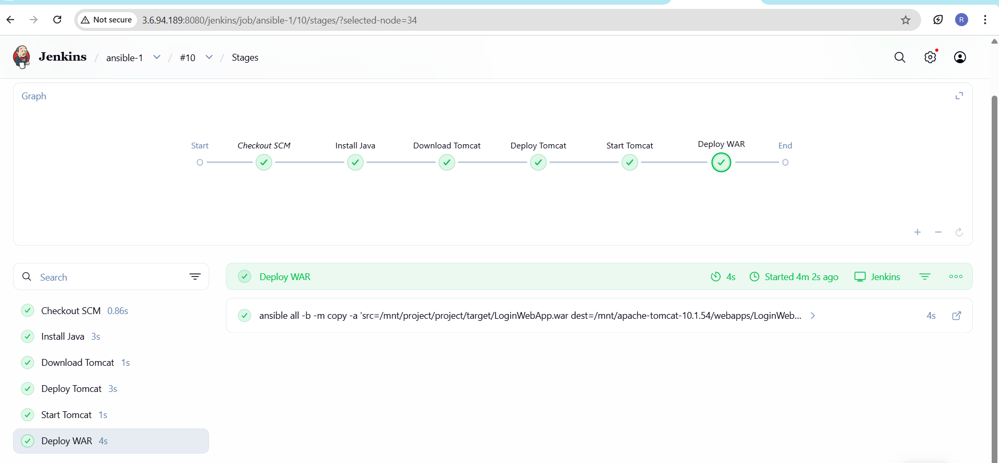 Not secure 3.6.94.189:8080/jenkins/job/ansible-1/10/stages/?selected-node=34 R
Jenkins / ansible-1 / #10 / Stages
Graph
Start Checkout SCM Install Java Download Tomcat Deploy Tomcat Start Tomcat Deploy WAR End
Search
Deploy WAR 4s Started 4m 2s ago Jenkins
Checkout SCM 0.86s
ansible all -b -m copy -a 'src=/mnt/project/project/target/LoginWebApp.war dest=/mnt/apache-tomcat-10.1.54/webapps/LoginWeb... 4s
Install Java 3s
Download Tomcat 1s
Deploy Tomcat 3s
Start Tomcat 1s
Deploy WAR 4s